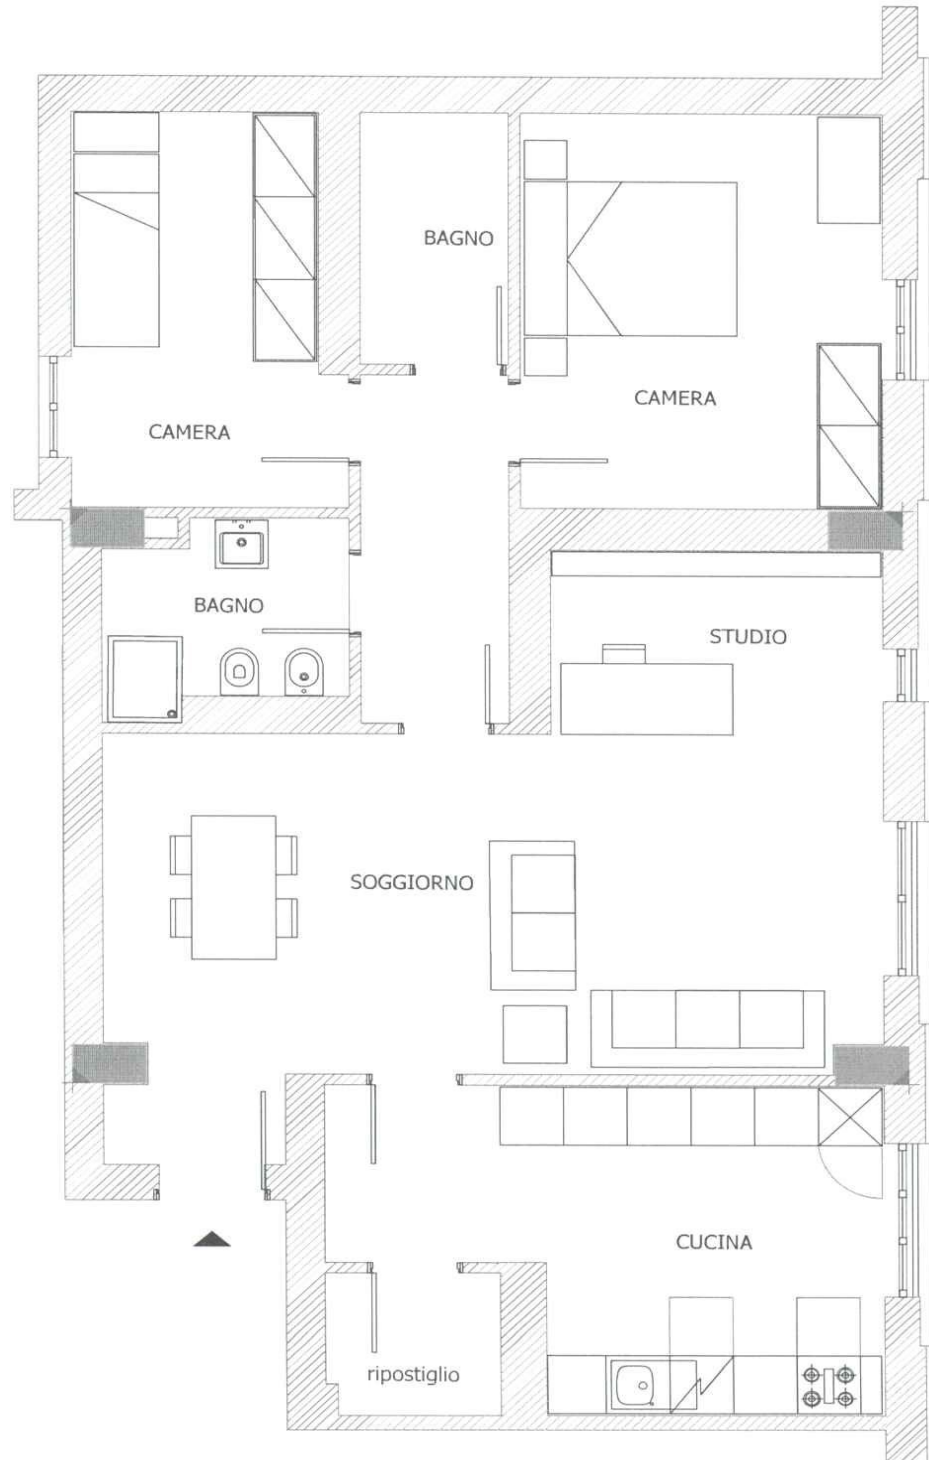 BAGNO
CAMERA
CAMERA
BAGNO
STUDIO
SOGGIORNO
CUCINA
ripostiglio